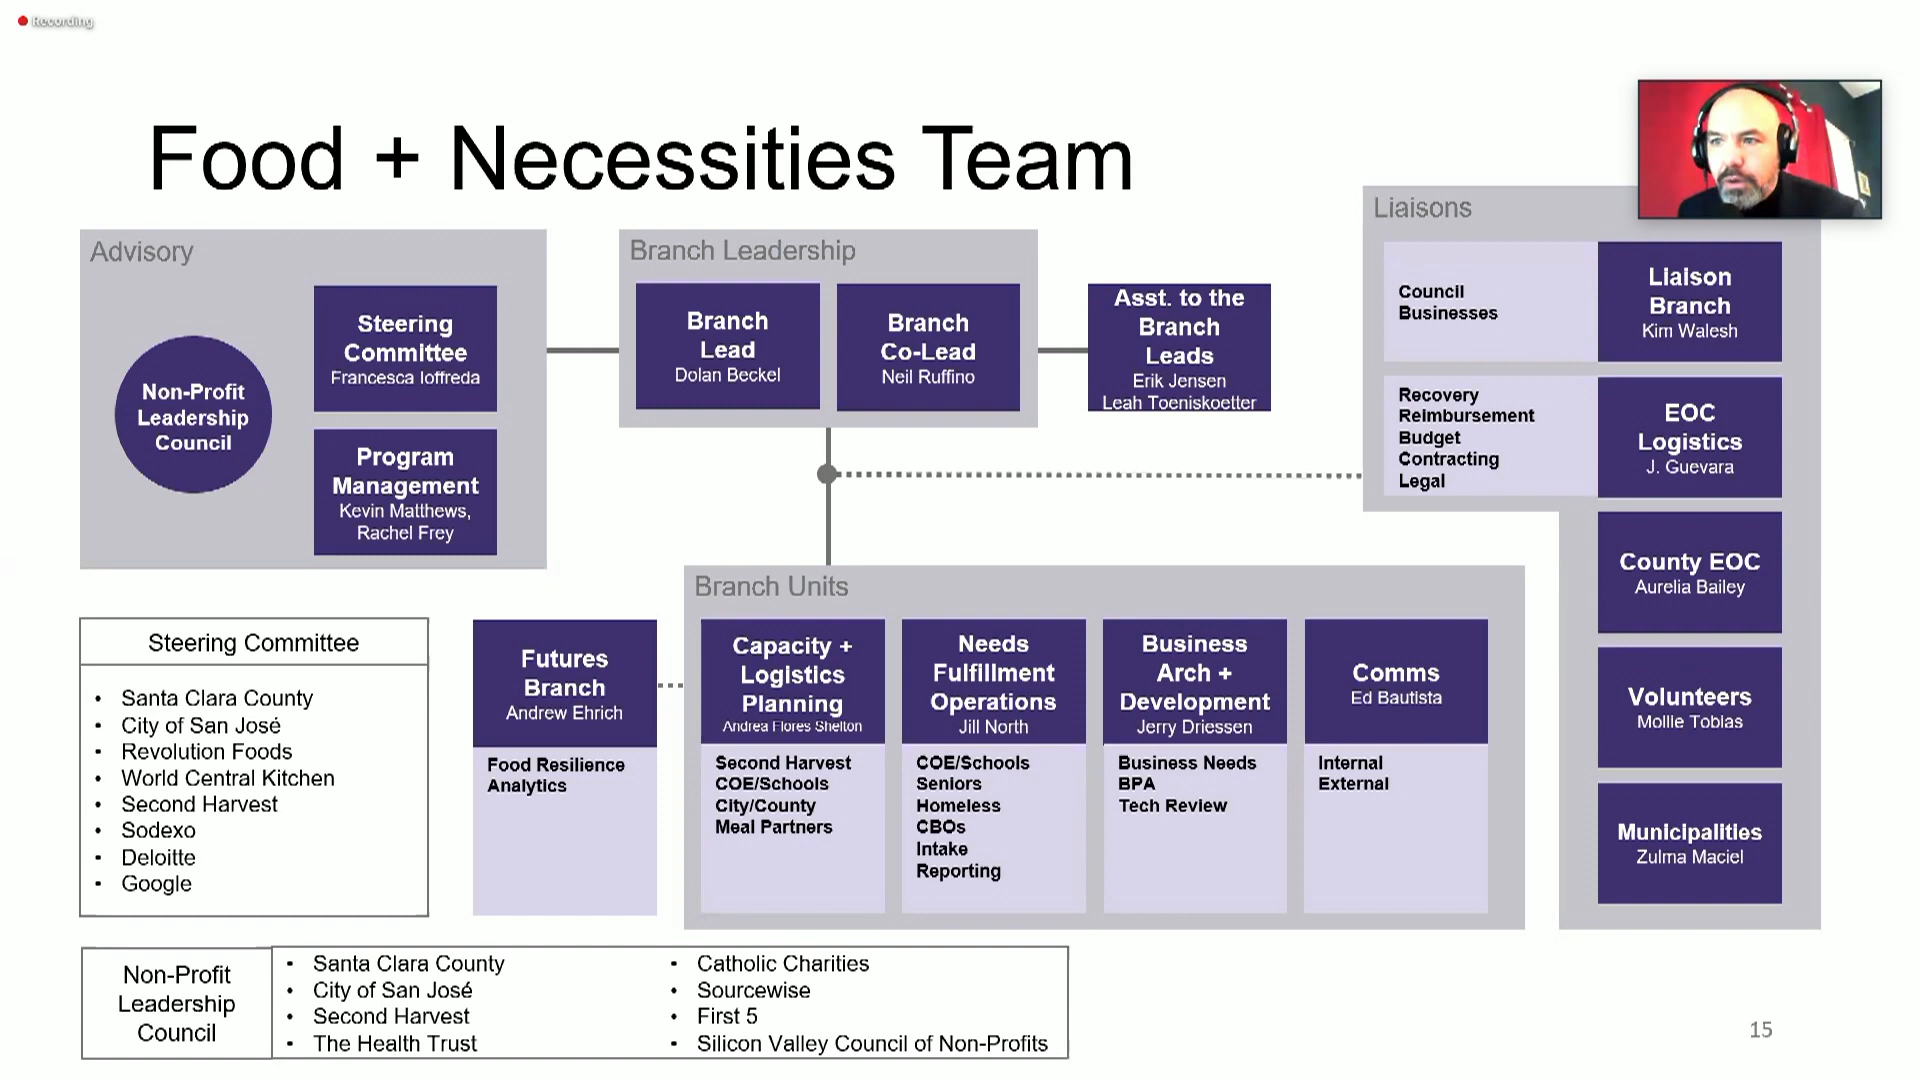 Recording
Food + Necessities Team
Advisory
Non-Profit
Leadership
Council
Steering
Committee
Francesca Ioffreda
Program
Management
Kevin Matthews,
Rachel Frey
Branch Leadership
Branch
Lead
Dolan Beckel
Branch
Co-Lead
Neil Ruffino
Asst. to the
Branch
Leads
Erik Jensen
Leah Toeniskoetter
Liaisons
Council
Businesses
Liaison
Branch
Kim Walesh
Recovery
Reimbursement
Budget
Contracting
Legal
EOC
Logistics
J. Guevara
County EOC
Aurelia Bailey
Volunteers
Mollie Tobias
Municipalities
Zulma Maciel
Steering Committee
• Santa Clara County
• City of San José
• Revolution Foods
• World Central Kitchen
• Second Harvest
• Sodexo
• Deloitte
• Google
Futures
Branch
Andrew Ehrich
Food Resilience
Analytics
Branch Units
Capacity +
Logistics
Planning
Andrea Flores Shelton
Second Harvest
COE/Schools
City/County
Meal Partners
Needs
Fulfillment
Operations
Jill North
COE/Schools
Seniors
Homeless
CBOs
Intake
Reporting
Business
Arch +
Development
Jerry Driessen
Business Needs
BPA
Tech Review
Comms
Ed Bautista
Internal
External
Non-Profit
Leadership
Council
• Santa Clara County
• City of San José
• Second Harvest
• The Health Trust
• Catholic Charities
• Sourcewise
• First 5
• Silicon Valley Council of Non-Profits
15